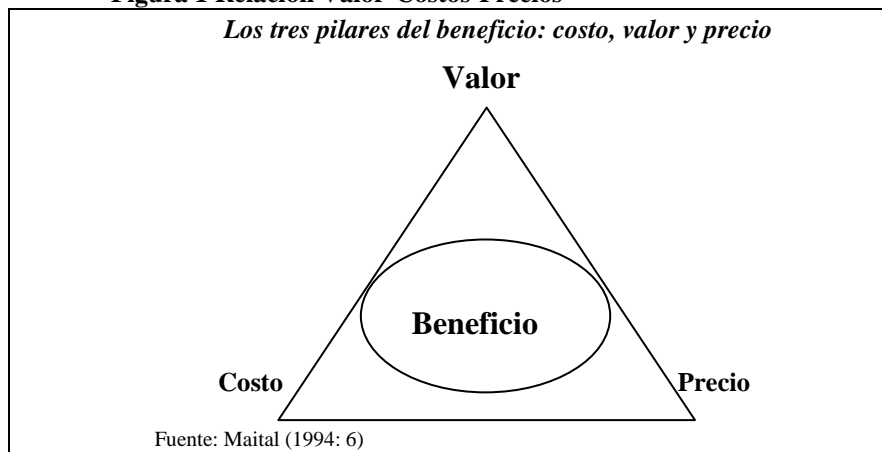 Figura 1 Relación Valor-Costos-Precios
Los tres pilares del beneficio: costo, valor y precio
Valor
Beneficio
Costo
Precio
Fuente: Maital (1994: 6)